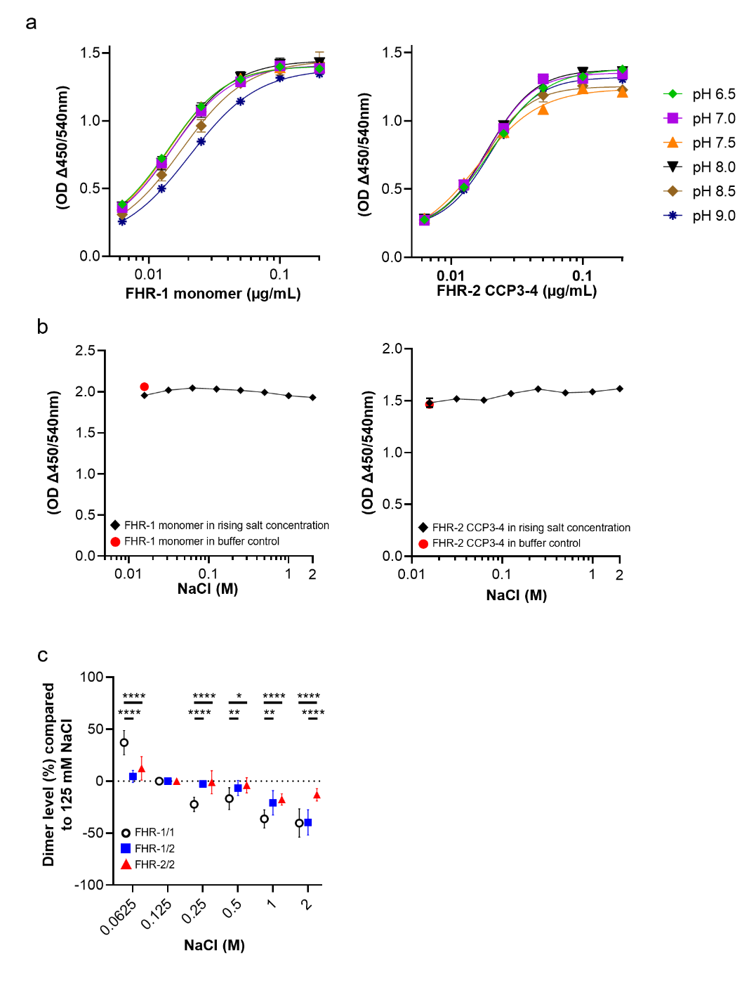 a
(OD Δ450/540nm)
1.5
1.0
0.5
0.0
0.01
0.1
FHR-1 monomer (µg/mL)
(OD Δ450/540nm)
1.5
1.0
0.5
0.0
0.01
0.1
FHR-2 CCP3-4 (µg/mL)
pH 6.5
pH 7.0
pH 7.5
pH 8.0
pH 8.5
pH 9.0
b
(OD Δ450/540nm)
2.5
2.0
1.5
1.0
0.5
0.0
FHR-1 monomer in rising salt concentration
FHR-1 monomer in buffer control
0.01
0.1
1
2
NaCl (M)
(OD Δ450/540nm)
2.0
1.5
1.0
0.5
0.0
FHR-2 CCP3-4 in rising salt concentration
FHR-2 CCP3-4 in buffer control
0.01
0.1
1
2
NaCl (M)
c
Dimer level (%) compared
to 125 mM NaCl
100
50
0
-50
-100
**** **** * **** ****
**** **** ** ** ****
FHR-1/1
FHR-1/2
FHR-2/2
0.0625
0.125
0.25
0.5
1
2
NaCl (M)